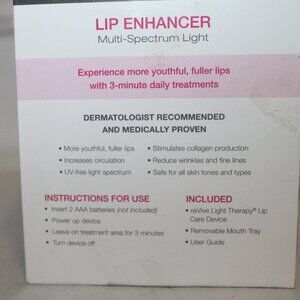 LIP ENHANCER
Multi-Spectrum Light
Experience more youthful, fuller lips
with 3-minute daily treatments
DERMATOLOGIST RECOMMENDED
AND MEDICALLY PROVEN
• More youthful, fuller lips
• Increases circulation
• UV-free light spectrum
• Stimulates collagen production
• Reduce wrinkles and fine lines
• Safe for all skin tones and types
INSTRUCTIONS FOR USE
• Insert 2 AAA batteries (not included)
• Power up device
• Leave on treatment area for 3 minutes
• Turn device off
INCLUDED
• reVive Light Therapy® Lip
Care Device
• Removable Mouth Tray
• User Guide